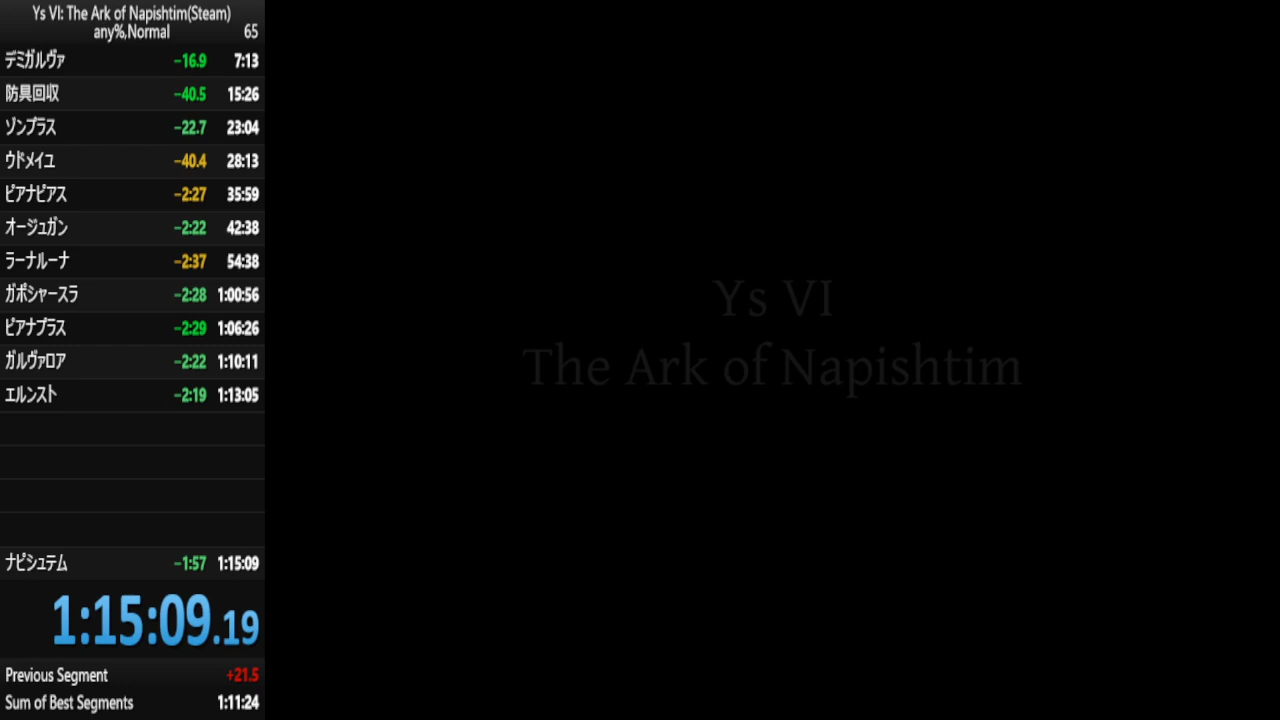 Ys VI: The Ark of Napishtim(Steam)
any%,Normal 65
デミガルヴァ -16.9 7:13
防具回収 -40.5 15:26
ゾンプラス -22.7 23:04
ウドメイユ -40.4 28:13
ピアナピアス -2:27 35:59
オージュガン -2:22 42:38
ラーナルーナ -2:37 54:38
ガポシャースラ -2:28 1:00:56
ピアナプラス -2:29 1:06:26
ガルヴァロア -2:22 1:10:11
エルンスト -2:19 1:13:05
ナピシュテム -1:57 1:15:09
1:15:09.19
Previous Segment +21.5
Sum of Best Segments 1:11:24
Ys VI
The Ark of Napishtim